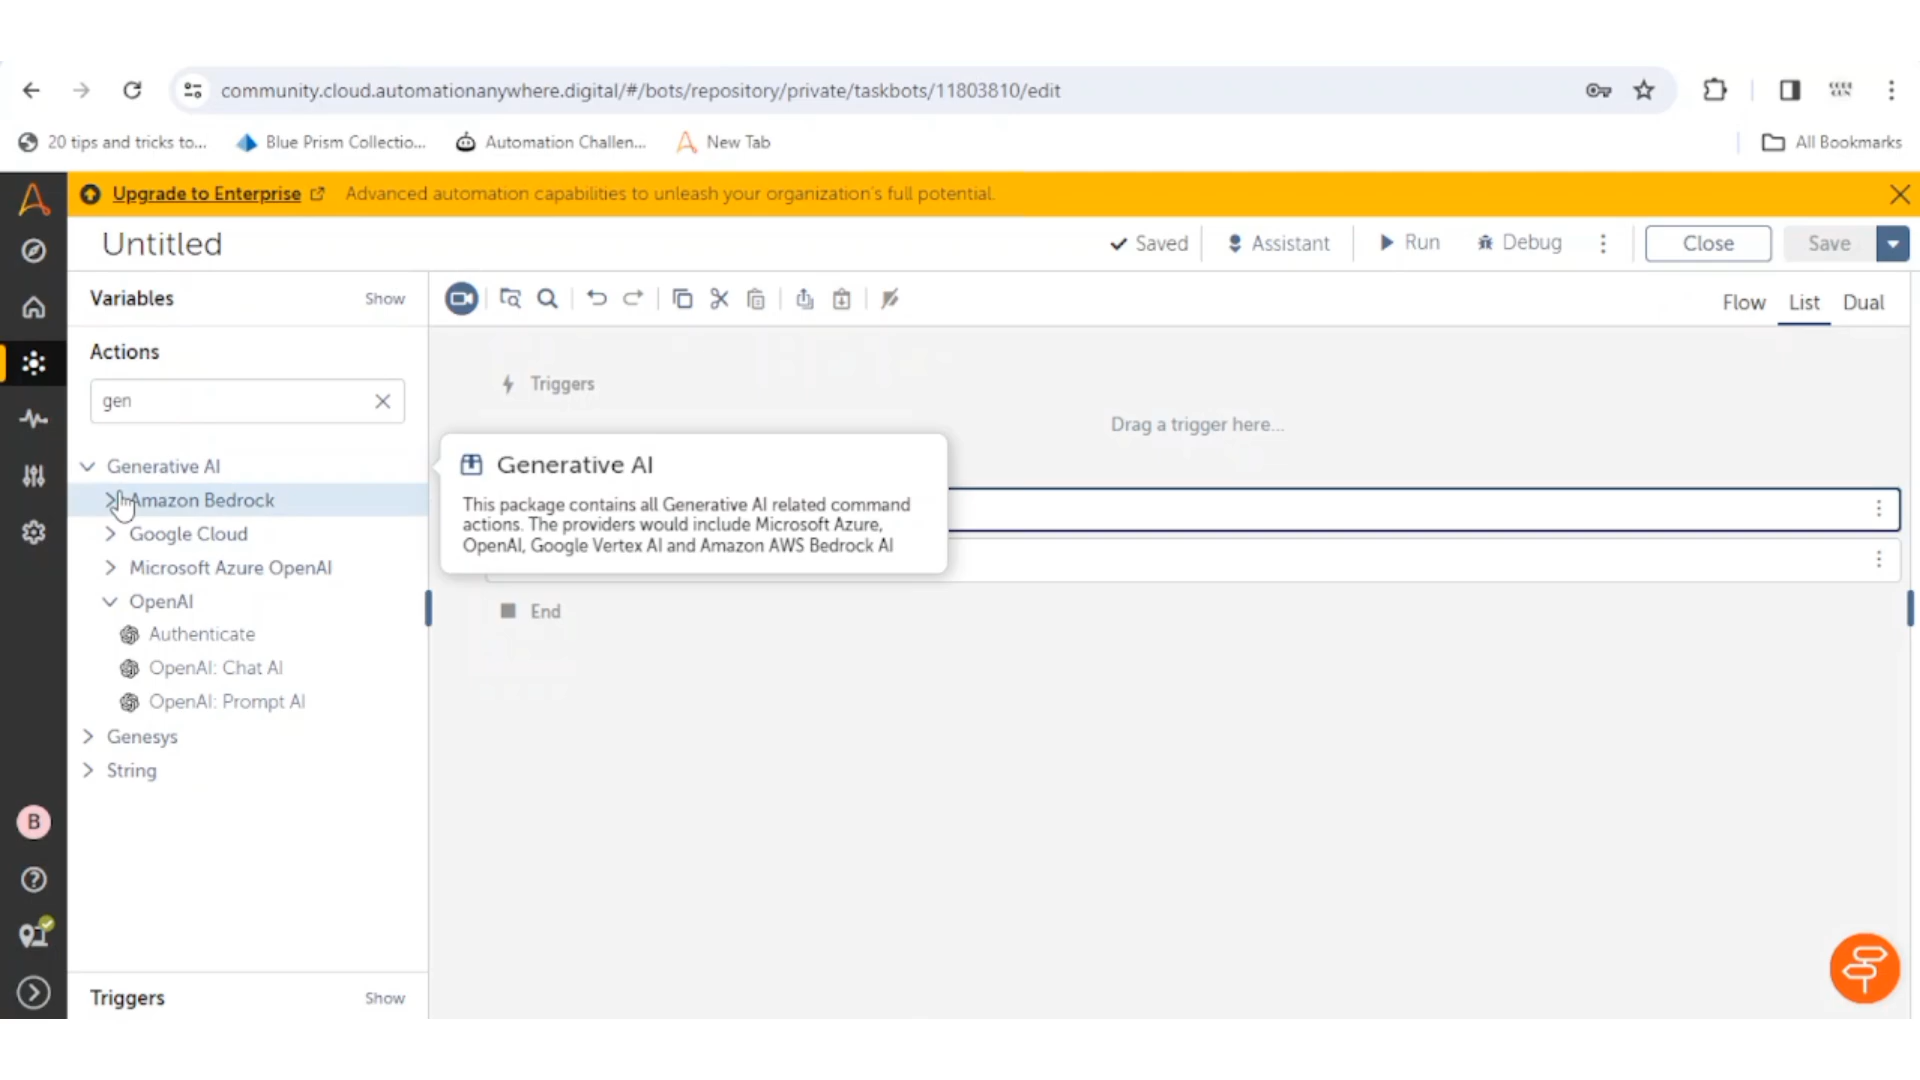 community.cloud.automationanywhere.digital/#/bots/repository/private/taskbots/11803810/edit
20 tips and tricks to...
Blue Prism Collectio...
Automation Challen...
New Tab
All Bookmarks
Upgrade to Enterprise
Advanced automation capabilities to unleash your organization's full potential.
Untitled
Saved
Assistant
Run
Debug
Close
Save
Variables
Show
Flow
List
Dual
Actions
gen
Triggers
Drag a trigger here...
Generative AI
Amazon Bedrock
Google Cloud
Microsoft Azure OpenAI
OpenAI
Authenticate
OpenAI: Chat AI
OpenAI: Prompt AI
Genesys
String
Generative AI
This package contains all Generative AI related command
actions. The providers would include Microsoft Azure,
OpenAI, Google Vertex AI and Amazon AWS Bedrock AI
End
B
Triggers
Show